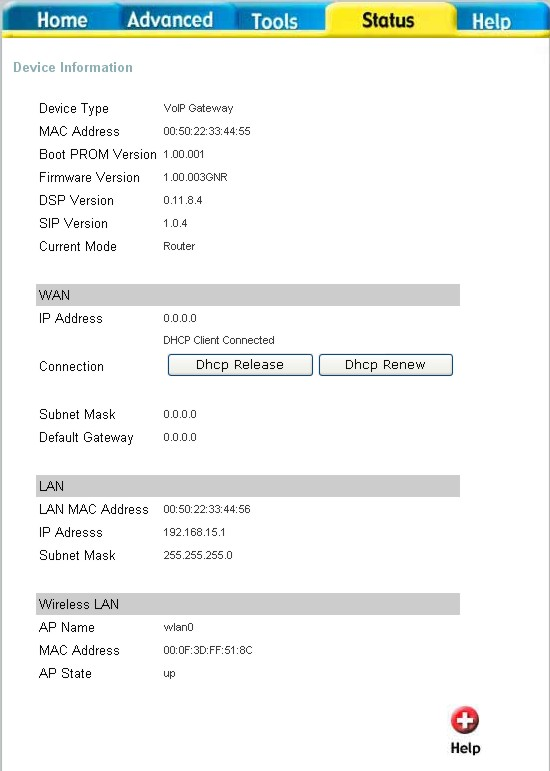 Home Advanced Tools Status Help
Device Information
Device Type VoIP Gateway
MAC Address 00:50:22:33:44:55
Boot PROM Version 1.00.001
Firmware Version 1.00.003GNR
DSP Version 0.11.8.4
SIP Version 1.0.4
Current Mode Router
WAN
IP Address 0.0.0.0
DHCP Client Connected
Connection Dhcp Release Dhcp Renew
Subnet Mask 0.0.0.0
Default Gateway 0.0.0.0
LAN
LAN MAC Address 00:50:22:33:44:56
IP Adresss 192.168.15.1
Subnet Mask 255.255.255.0
Wireless LAN
AP Name wlan0
MAC Address 00:0F:3D:FF:51:8C
AP State up
Help